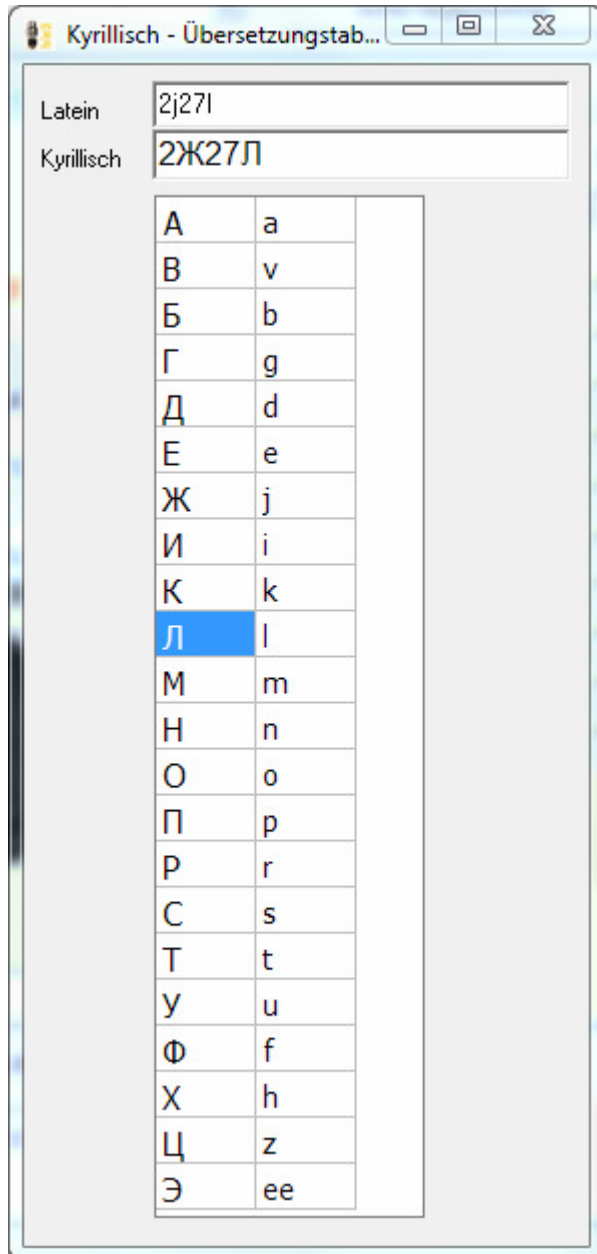 Kyrillisch - Übersetzungstab...
Latein 2j27l
Kyrillisch 2Ж27Л
А a
В v
Б b
Г g
Д d
Е e
Ж j
И i
К k
Л l
М m
Н n
О o
П p
Р r
С s
Т t
У u
Ф f
Х h
Ц z
Э ee